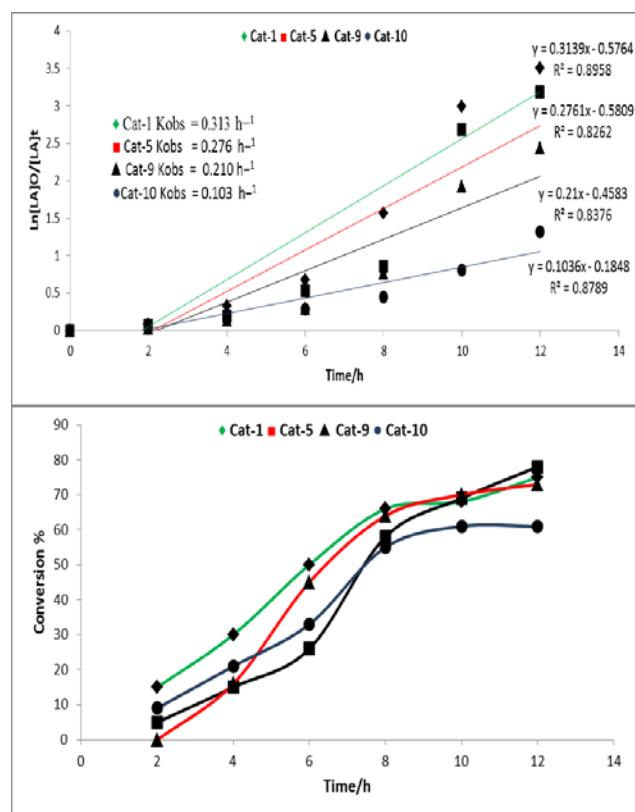 Cat-1 Cat-5 Cat-9 Cat-10
y = 0.3139x - 0.5764
R² = 0.8958
y = 0.2761x - 0.5809
R² = 0.8262
y = 0.21x - 0.4583
R² = 0.8376
y = 0.1036x - 0.1848
R² = 0.8789
Cat-1 Kobs = 0.313 h⁻¹
Cat-5 Kobs = 0.276 h⁻¹
Cat-9 Kobs = 0.210 h⁻¹
Cat-10 Kobs = 0.103 h⁻¹
Ln[LA]O/[LA]t
4
3.5
3
2.5
2
1.5
1
0.5
0
0 2 4 6 8 10 12 14
Time/h
Cat-1 Cat-5 Cat-9 Cat-10
Conversion %
90
80
70
60
50
40
30
20
10
0
0 2 4 6 8 10 12 14
Time/h